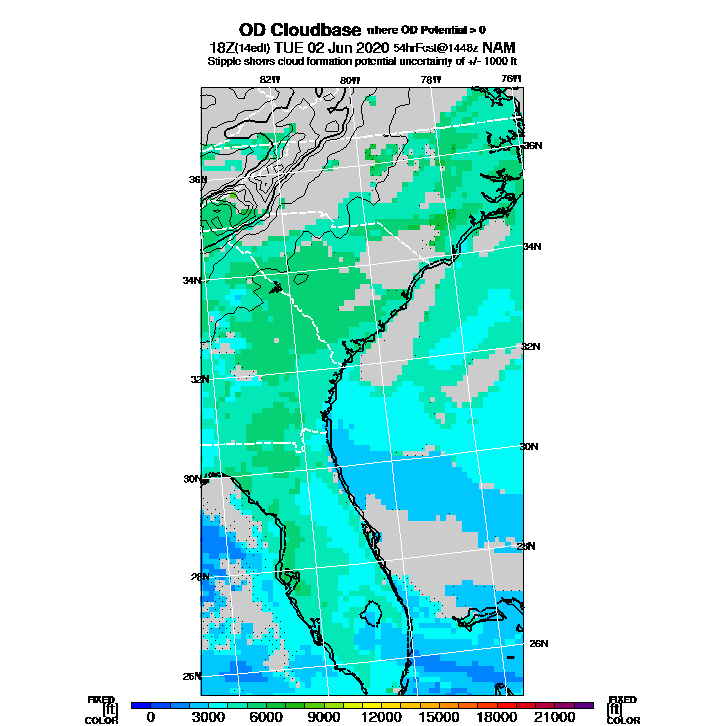 OD Cloudbase where OD Potential > 0
18Z(14edt) TUE 02 Jun 2020 54hrFcst@1448z NAM
Stipple shows cloud formation potential uncertainty of +/- 1000 ft
82W 80W 78W 76W
36N
36N
34N
34N
32N
32N
30N
30N
28N
28N
26N
26N
FIXED FIXED
[ft] [ft]
COLOR 0 3000 6000 9000 12000 15000 18000 21000 COLOR